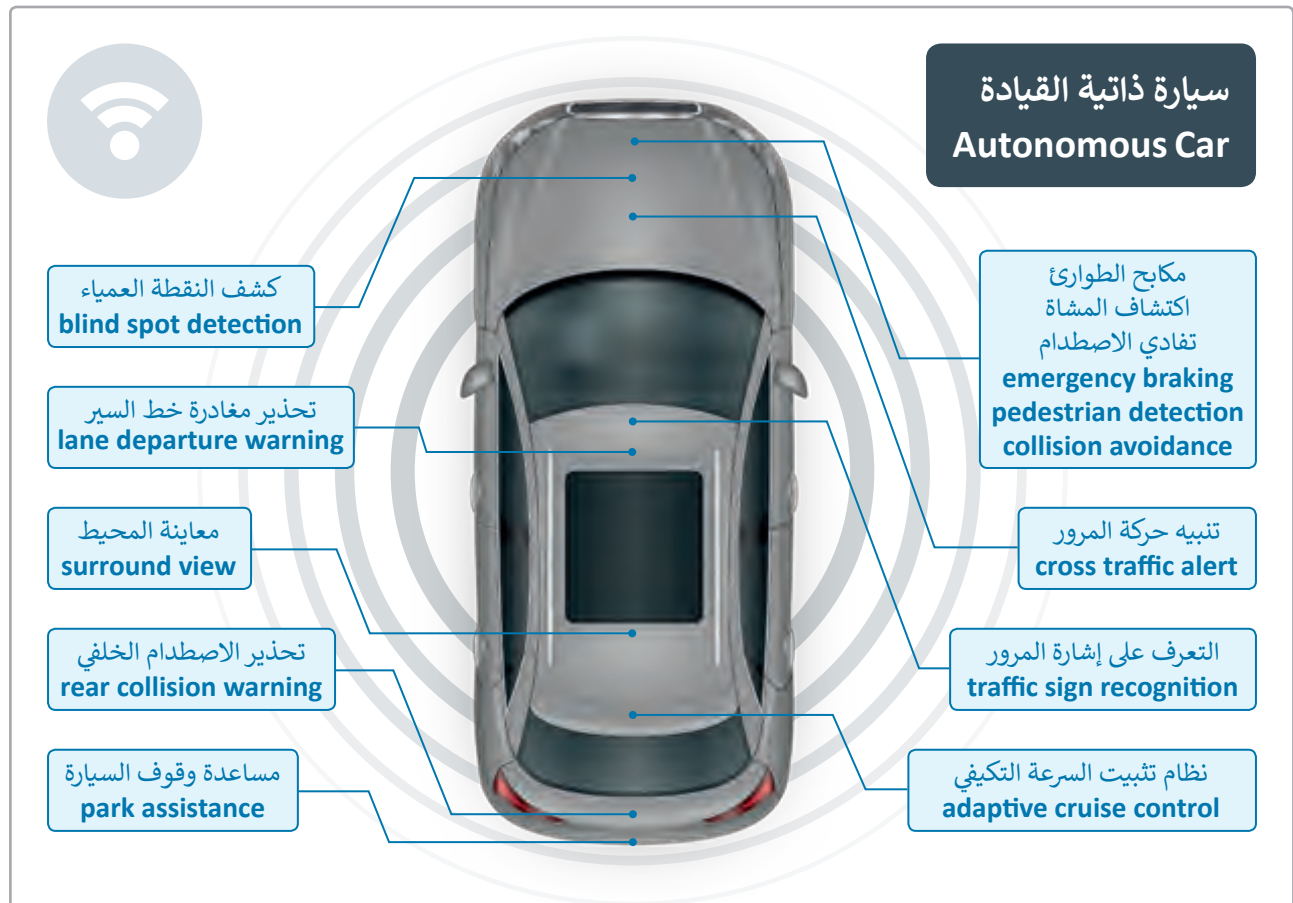 سيارة ذاتية القيادة
Autonomous Car
كشف النقطة العمياء
blind spot detection
تحذير مغادرة خط السير
lane departure warning
معاينة المحيط
surround view
تحذير الاصطدام الخلفي
rear collision warning
مساعدة وقوف السيارة
park assistance
مكابح الطوارئ
اكتشاف المشاة
تفادي الاصطدام
emergency braking
pedestrian detection
collision avoidance
تنبيه حركة المرور
cross traffic alert
التعرف على إشارة المرور
traffic sign recognition
نظام تثبيت السرعة التكيفي
adaptive cruise control